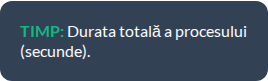 TIMP: Durata totală a procesului
(secunde).